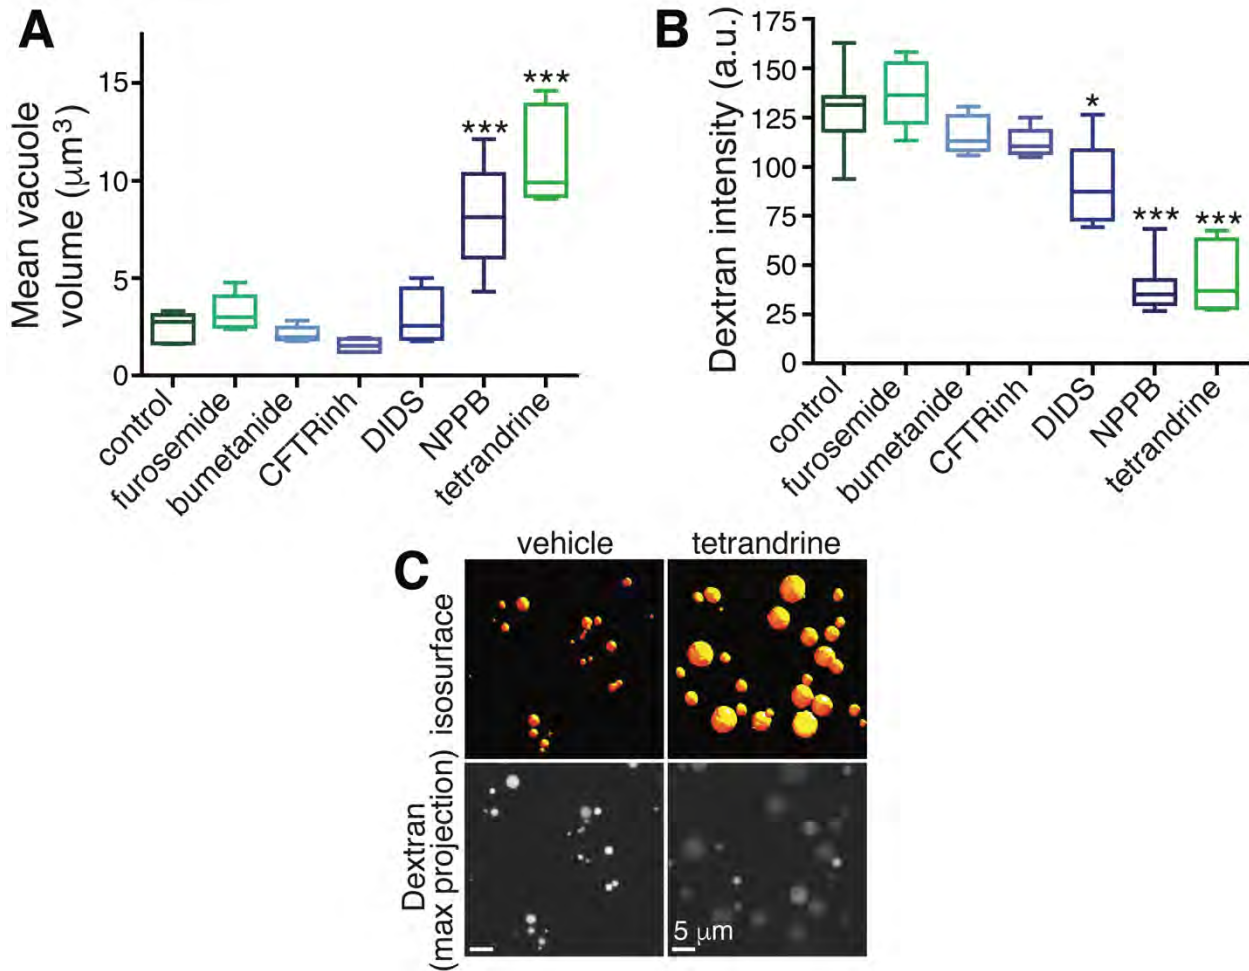 A
Mean vacuole
volume (μm³)
15
10
5
0
***
***
control
furosemide
bumetanide
CFTRinh
DIDS
NPPB
tetrandrine
B
Dextran intensity (a.u.)
175
150
125
100
75
50
25
0
*
***
***
control
furosemide
bumetanide
CFTRinh
DIDS
NPPB
tetrandrine
C
vehicle
tetrandrine
isosurface
Dextran
(max projection)
5 μm